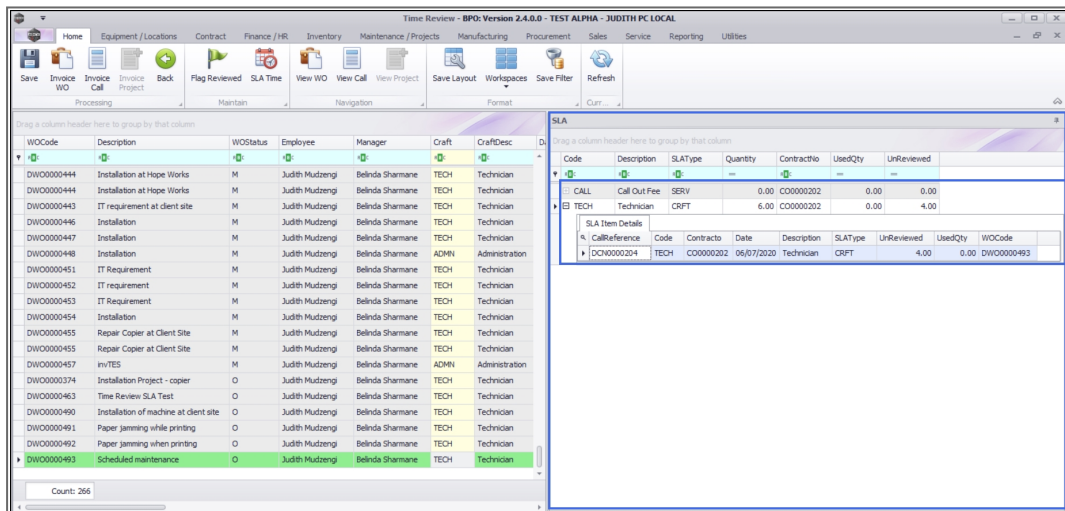 Time Review - BPO: Version 2.4.0.0 - TEST ALPHA - JUDITH PC LOCAL
Home Equipment / Locations Contract Finance / HR Inventory Maintenance / Projects Manufacturing Procurement Sales Service Reporting Utilities
Save Invoice WO Invoice Call Invoice Project Back Flag Reviewed SLA Time View WO View Call View Project Save Layout Workspaces Save Filter Refresh
Processing Maintain Navigation Format Curr...
Drag a column header here to group by that column
WOCode Description WOStatus Employee Manager Craft CraftDesc
DWO0000444 Installation at Hope Works M Judith Mudzengi Belinda Sharmane TECH Technician
DWO0000444 Installation at Hope Works M Judith Mudzengi Belinda Sharmane TECH Technician
DWO0000443 IT requirement at client site M Judith Mudzengi Belinda Sharmane TECH Technician
DWO0000446 Installation M Judith Mudzengi Belinda Sharmane TECH Technician
DWO0000447 Installation M Judith Mudzengi Belinda Sharmane TECH Technician
DWO0000448 Installation M Judith Mudzengi Belinda Sharmane ADMN Administration
DWO0000451 IT Requirement M Judith Mudzengi Belinda Sharmane TECH Technician
DWO0000452 IT requirement M Judith Mudzengi Belinda Sharmane TECH Technician
DWO0000453 IT Requirement M Judith Mudzengi Belinda Sharmane TECH Technician
DWO0000454 Installation M Judith Mudzengi Belinda Sharmane TECH Technician
DWO0000455 Repair Copier at Client Site M Judith Mudzengi Belinda Sharmane TECH Technician
DWO0000455 Repair Copier at Client Site M Judith Mudzengi Belinda Sharmane TECH Technician
DWO0000457 invTES M Judith Mudzengi Belinda Sharmane ADMN Administration
DWO0000374 Installation Project - copier O Judith Mudzengi Belinda Sharmane TECH Technician
DWO0000463 Time Review SLA Test O Judith Mudzengi Belinda Sharmane TECH Technician
DWO0000490 Installation of machine at client site O Judith Mudzengi Belinda Sharmane TECH Technician
DWO0000491 Paper jamming while printing O Judith Mudzengi Belinda Sharmane TECH Technician
DWO0000492 Paper jamming when printing O Judith Mudzengi Belinda Sharmane TECH Technician
DWO0000493 Scheduled maintenance O Judith Mudzengi Belinda Sharmane TECH Technician
Count: 266
SLA
Drag a column header here to group by that column
Code Description SLAType Quantity ContractNo UsedQty UnReviewed
CALL Call Out Fee SERV 0.00 CO0000202 0.00 0.00
TECH Technician CRFT 6.00 CO0000202 0.00 4.00
SLA Item Details
CallReference Code Contracto Date Description SLAType UnReviewed UsedQty WOCode
DCN0000204 TECH CO0000202 06/07/2020 Technician CRFT 4.00 0.00 DWO0000493